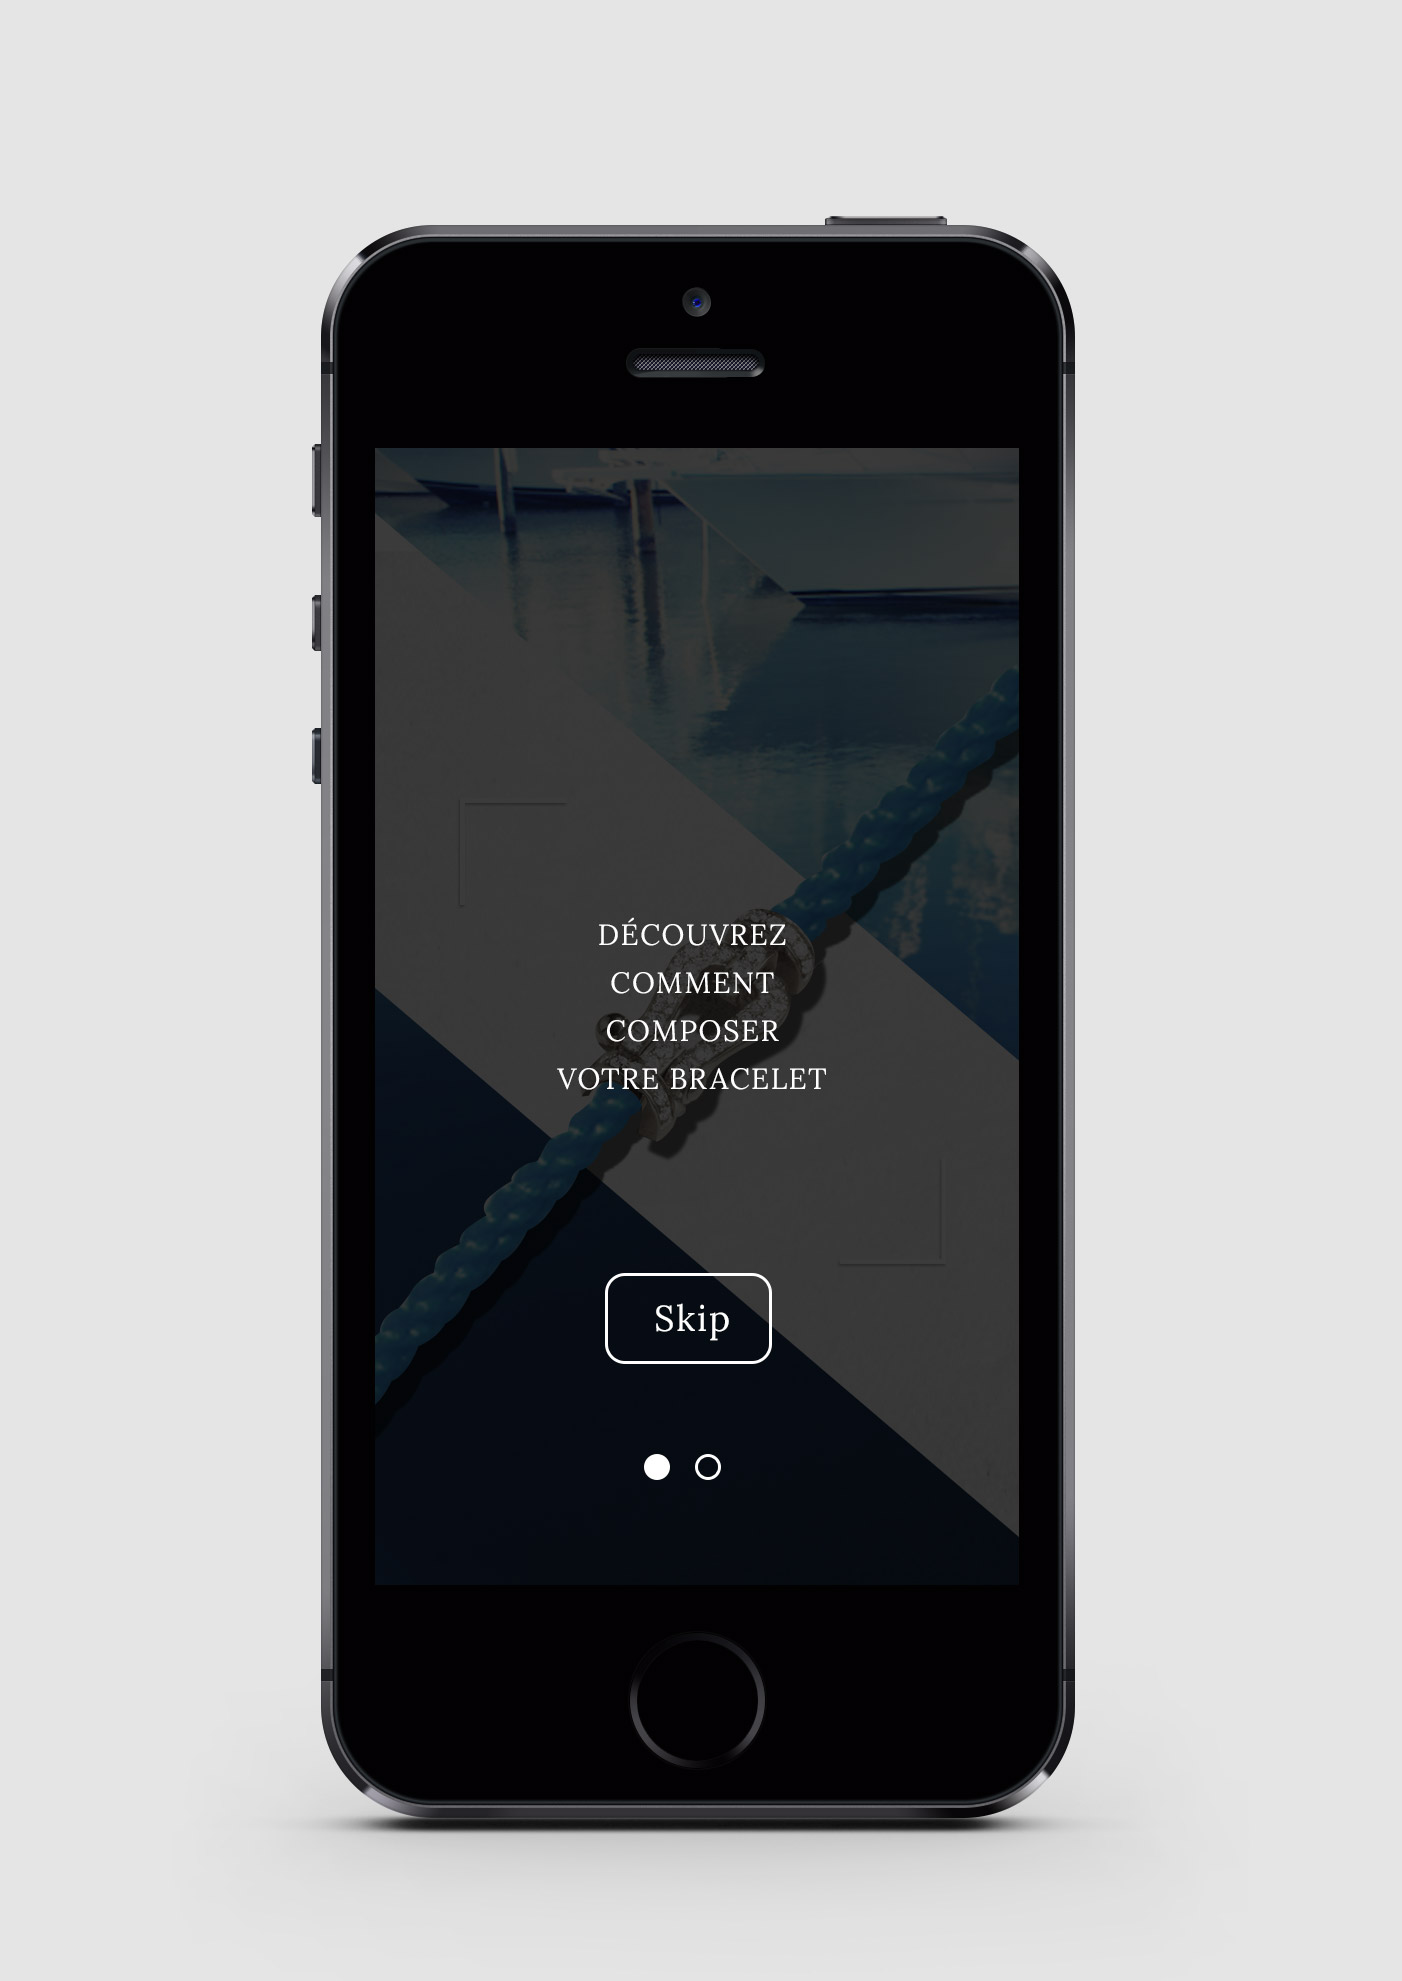 DÉCOUVREZ
COMMENT
COMPOSER
VOTRE BRACELET
Skip